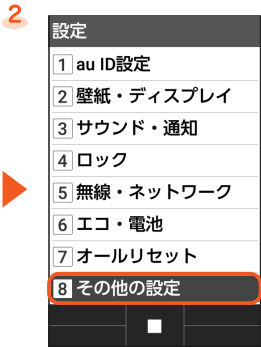 2
設定
1 au ID設定
2 壁紙・ディスプレイ
3 サウンド・通知
4 ロック
5 無線・ネットワーク
6 エコ・電池
7 オールリセット
8 その他の設定